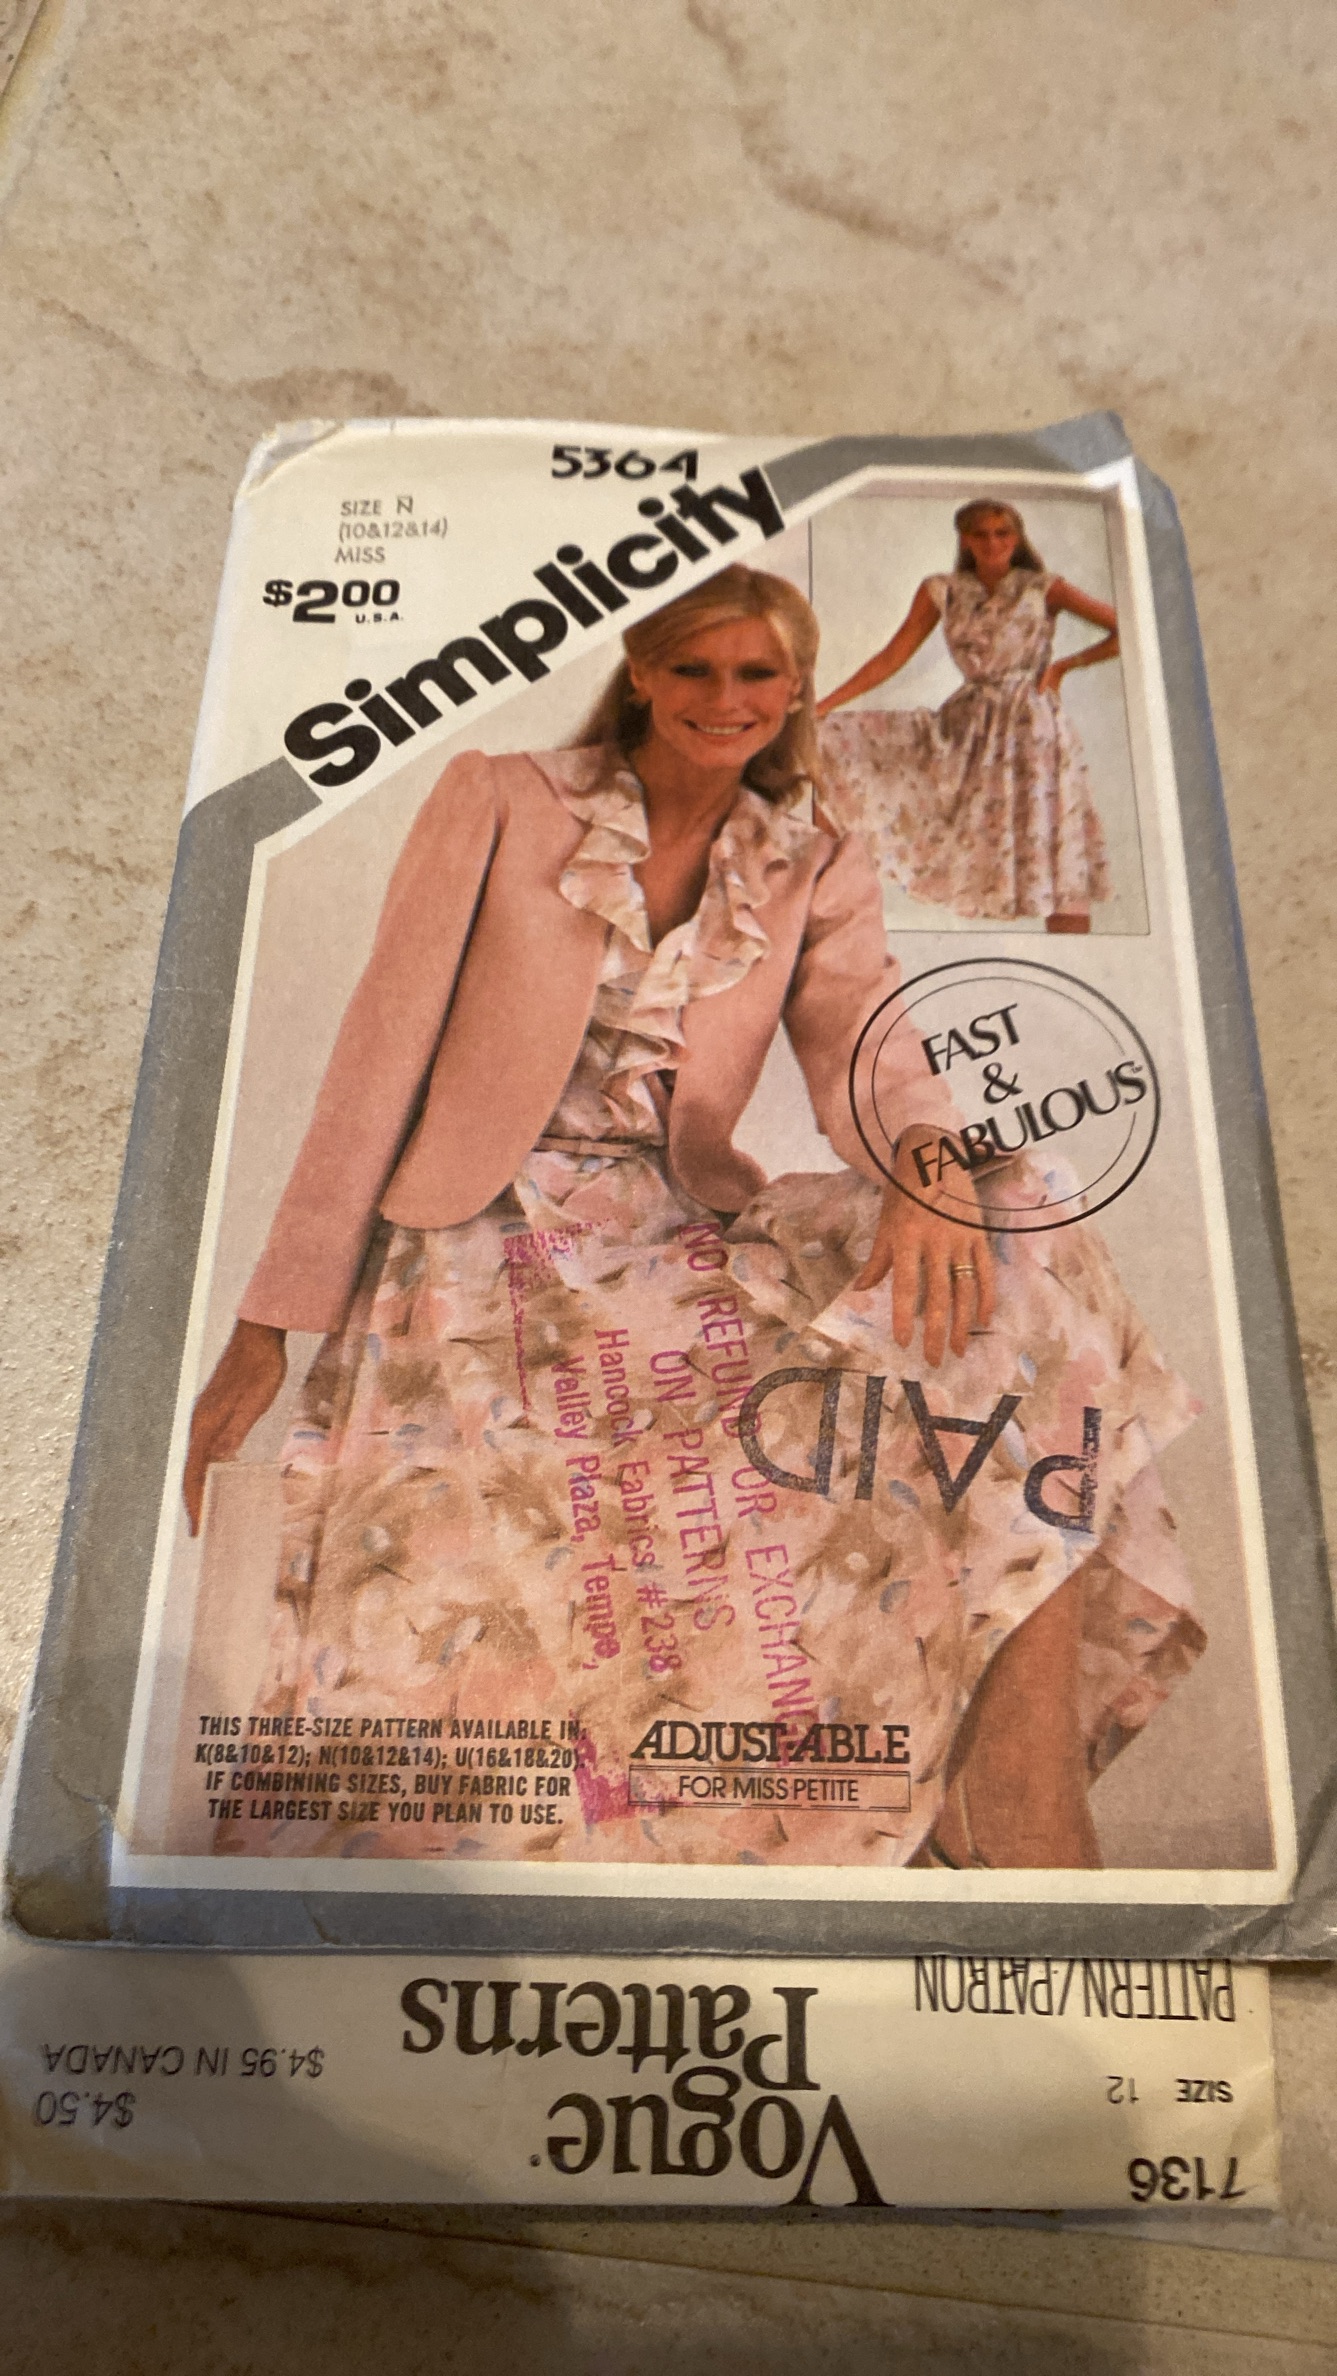 5364
SIZE N
(10&12&14)
MISS
$2.00
U.S.A.
Simplicity
FAST
&
FABULOUS™
NO REFUND OR EXCHANGE
ON PATTERNS
Hancock Fabrics #238
Valley Plaza, Tempe,
PAID
THIS THREE-SIZE PATTERN AVAILABLE IN:
K(8&10&12); N(10&12&14); U(16&18&20).
IF COMBINING SIZES, BUY FABRIC FOR
THE LARGEST SIZE YOU PLAN TO USE.
ADJUST-ABLE
FOR MISS PETITE
7136
SIZE 12
PATTERN/PATRON
Vogue
Patterns
$4.50
$4.95 IN CANADA